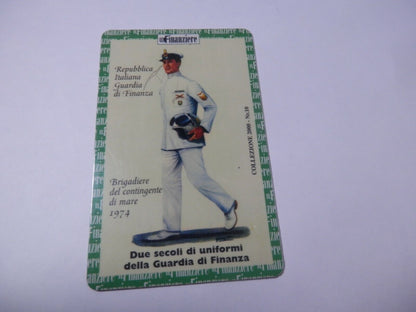 il Finanziere
Repubblica
Italiana
Guardia
di Finanza
COLLEZIONE 2000 - Nr.10
Brigadiere
del contingente
di mare
1974
Due secoli di uniformi
della Guardia di Finanza